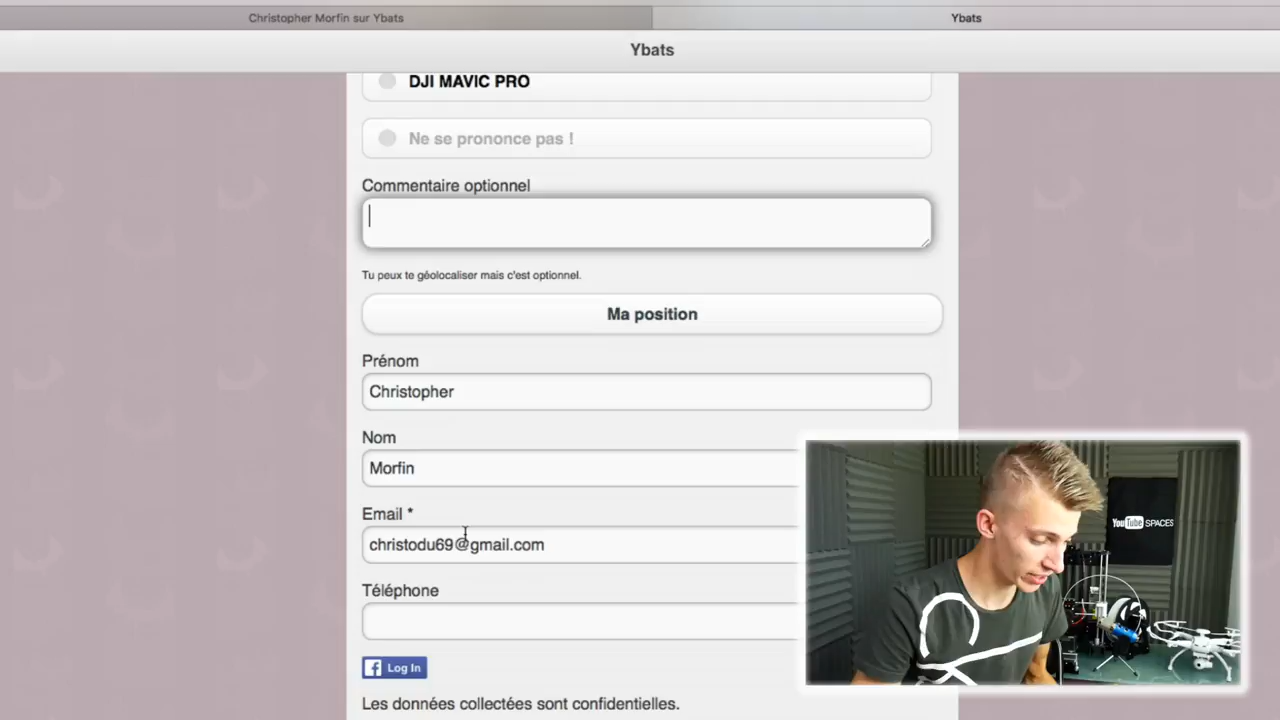 Christopher Morfin sur Ybats
Ybats
Ybats
DJI MAVIC PRO
Ne se prononce pas !
Commentaire optionnel
Tu peux te géolocaliser mais c'est optionnel.
Ma position
Prénom
Christopher
Nom
Morfin
Email *
christodu69@gmail.com
Téléphone
Log In
Les données collectées sont confidentielles.
YouTube SPACES